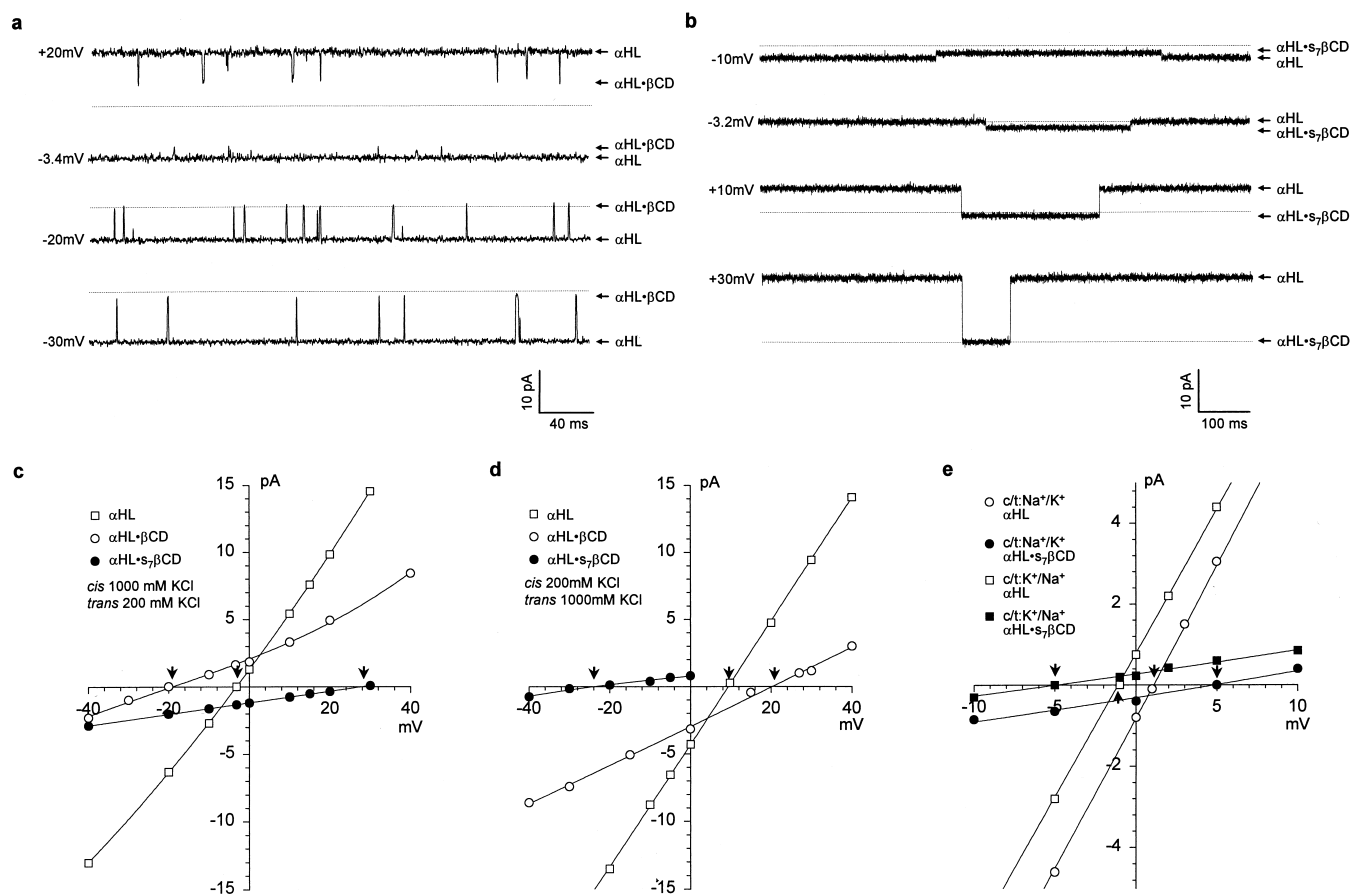 a
+20mV
αHL
αHL•βCD
-3.4mV
αHL•βCD
αHL
-20mV
αHL•βCD
αHL
-30mV
αHL•βCD
αHL
10 pA
40 ms
b
-10mV
αHL•s₇βCD
αHL
-3.2mV
αHL
αHL•s₇βCD
+10mV
αHL
αHL•s₇βCD
+30mV
αHL
αHL•s₇βCD
10 pA
100 ms
c
pA
15
10
5
-5
-10
-15
-40
-20
0
20
40
mV
αHL
αHL•βCD
αHL•s₇βCD
cis 1000 mM KCl
trans 200 mM KCl
d
pA
15
10
5
-5
-10
-15
-40
-20
0
20
40
mV
αHL
αHL•βCD
αHL•s₇βCD
cis 200mM KCl
trans 1000mM KCl
e
pA
4
2
-2
-4
-10
-5
0
5
10
mV
c/t:Na⁺/K⁺
αHL
c/t:Na⁺/K⁺
αHL•s₇βCD
c/t:K⁺/Na⁺
αHL
c/t:K⁺/Na⁺
αHL•s₇βCD